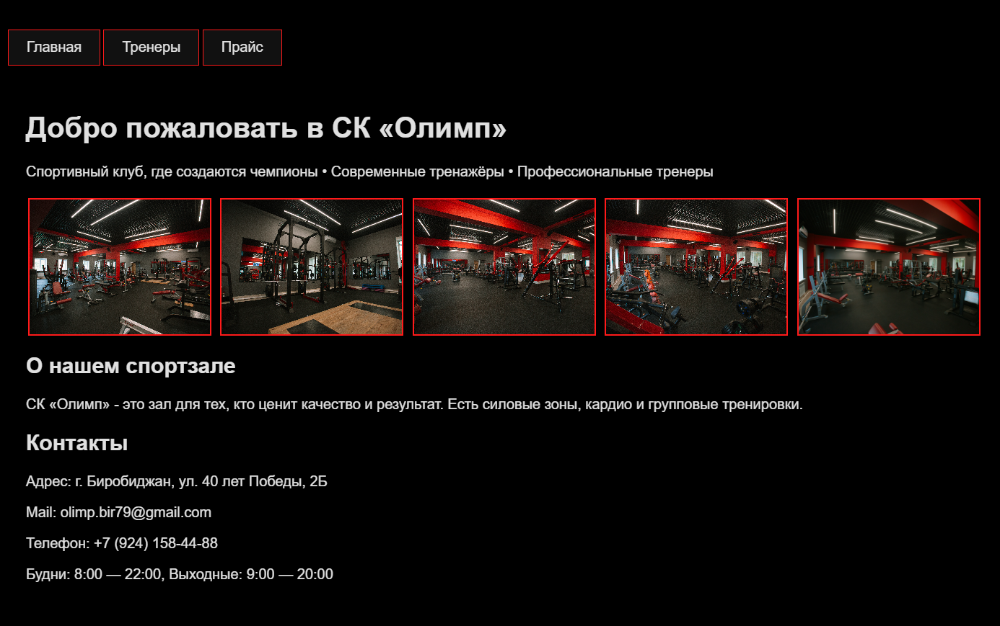 Главная Тренеры Прайс
Добро пожаловать в СК «Олимп»
Спортивный клуб, где создаются чемпионы • Современные тренажёры • Профессиональные тренеры
О нашем спортзале
СК «Олимп» - это зал для тех, кто ценит качество и результат. Есть силовые зоны, кардио и групповые тренировки.
Контакты
Адрес: г. Биробиджан, ул. 40 лет Победы, 2Б
Mail: olimp.bir79@gmail.com
Телефон: +7 (924) 158-44-88
Будни: 8:00 — 22:00, Выходные: 9:00 — 20:00